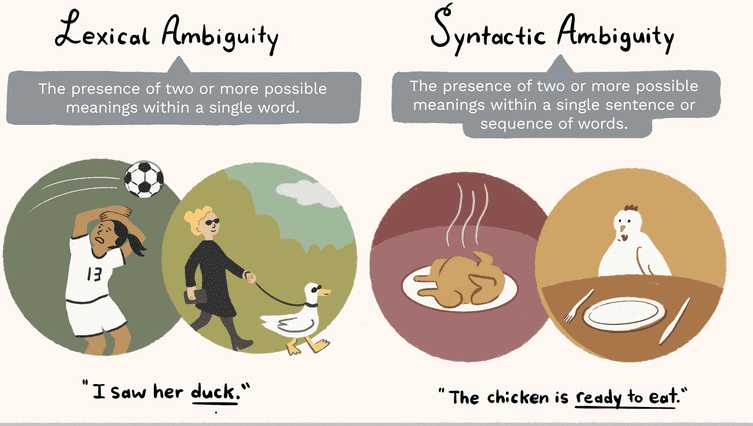 Lexical Ambiguity
The presence of two or more possible
meanings within a single word.
13
"I saw her duck."
Syntactic Ambiguity
The presence of two or more possible
meanings within a single sentence or
sequence of words.
"The chicken is ready to eat."